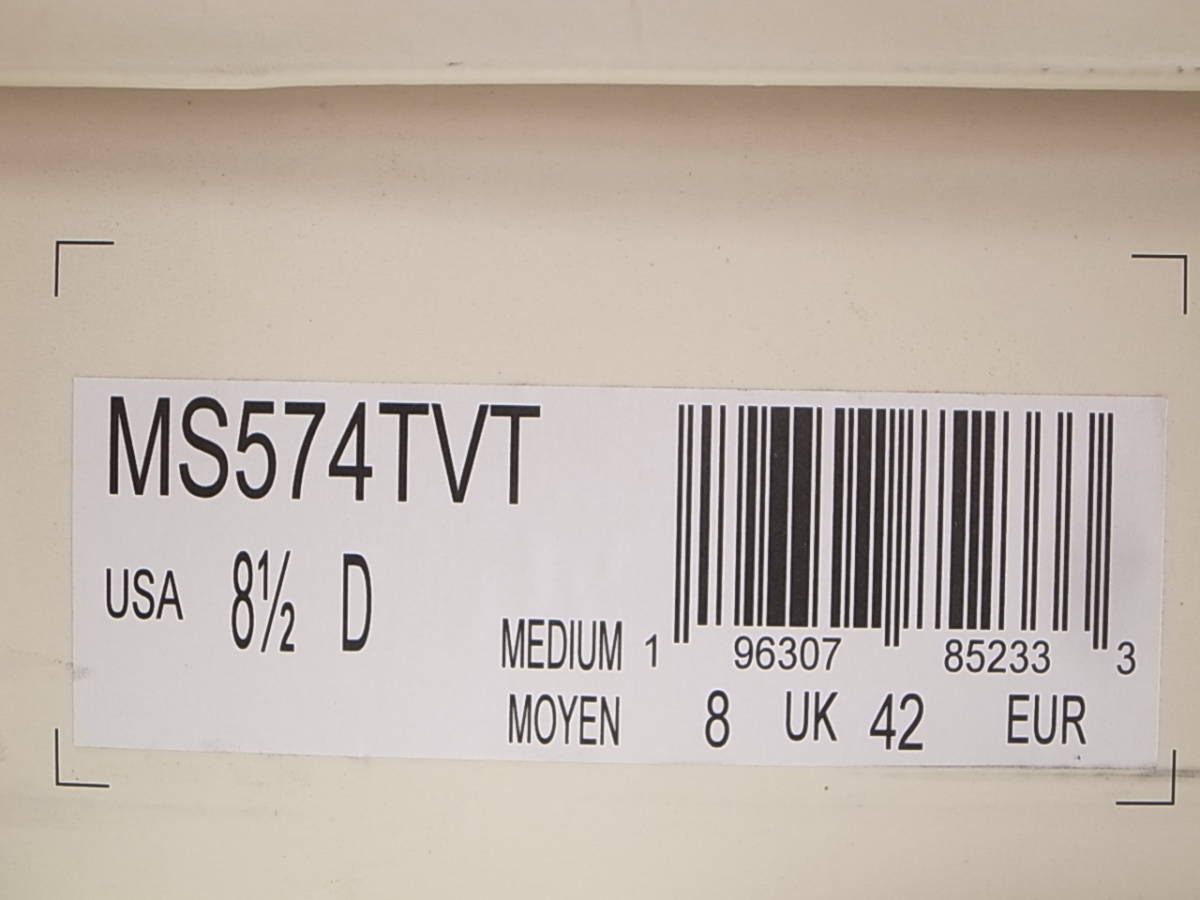 MS574TVT
USA 8½ D
MEDIUM 1 96307 85233 3
MOYEN 8 UK 42 EUR